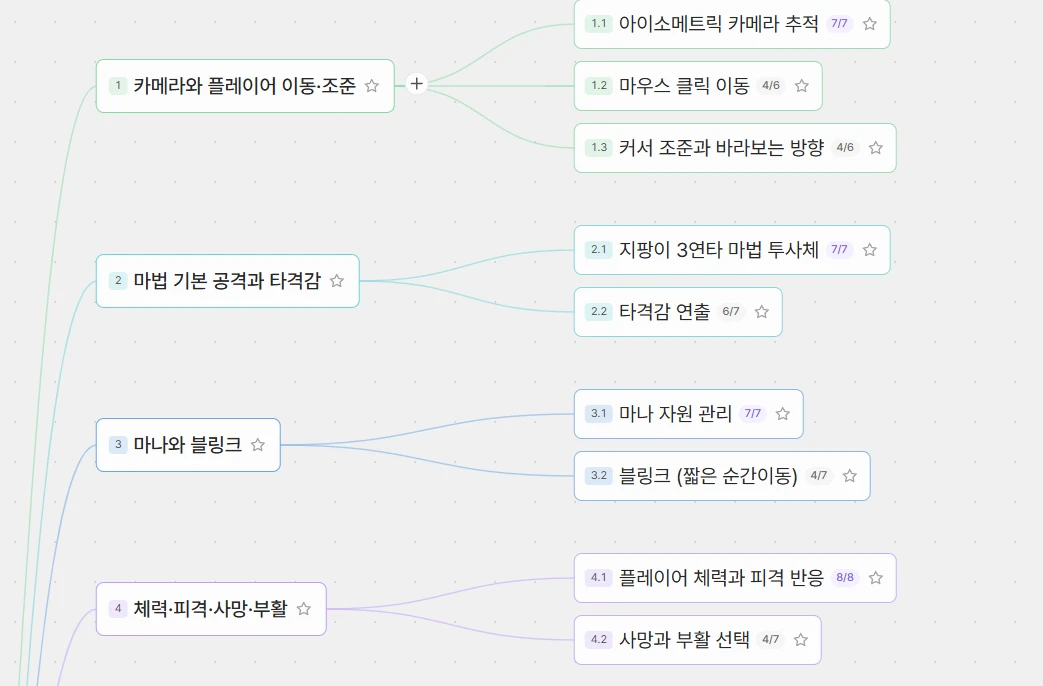 1 카메라와 플레이어 이동·조준
1.1 아이소메트릭 카메라 추적 7/7
1.2 마우스 클릭 이동 4/6
1.3 커서 조준과 바라보는 방향 4/6
2 마법 기본 공격과 타격감
2.1 지팡이 3연타 마법 투사체 7/7
2.2 타격감 연출 6/7
3 마나와 블링크
3.1 마나 자원 관리 7/7
3.2 블링크 (짧은 순간이동) 4/7
4 체력·피격·사망·부활
4.1 플레이어 체력과 피격 반응 8/8
4.2 사망과 부활 선택 4/7